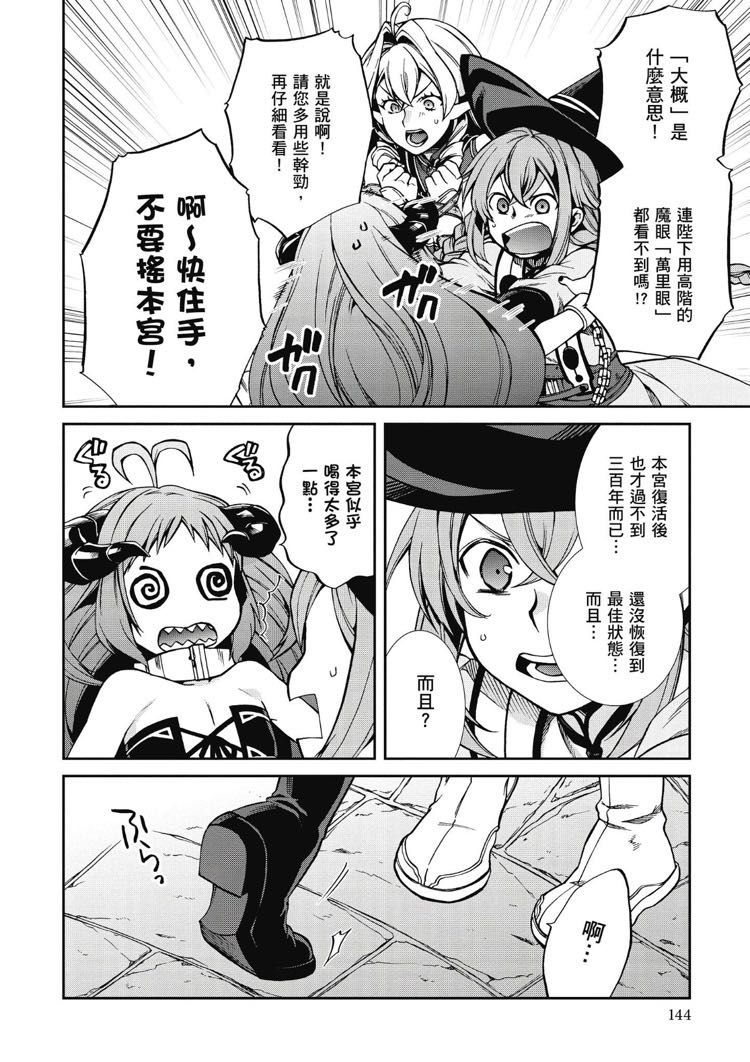 「大概」是
什麼意思！
連陛下用高階的
魔眼「萬里眼」
都看不到嗎!?
就是說啊！
請您多用些幹勁，
再仔細看看！
啊～快住手，
不要搖本宮！
ガク
ガク
本宮復活後
也才過不到
三百年而已…
還沒恢復到
最佳狀態…
而且…
而且？
本宮似乎
喝得太多了
一點…
ぐる
ぐる
啊…
ふらっ
144